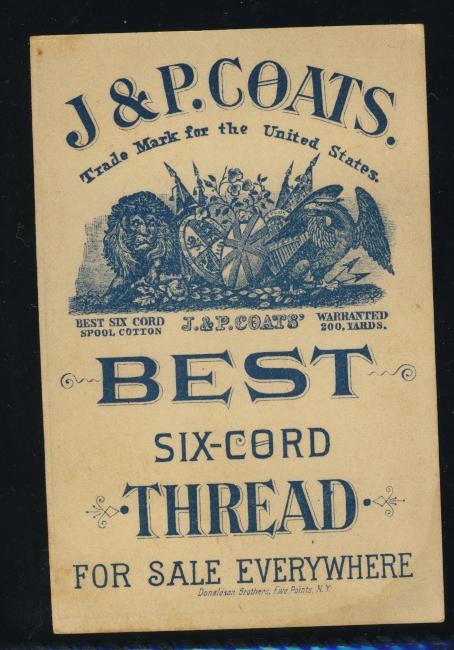 J & P. COATS.
Trade Mark for the United States.
BEST SIX CORD
SPOOL COTTON
J. & P. COATS'
WARRANTED
200, YARDS.
BEST
SIX-CORD
THREAD
FOR SALE EVERYWHERE
Donaldson Brothers, Five Points, N.Y.